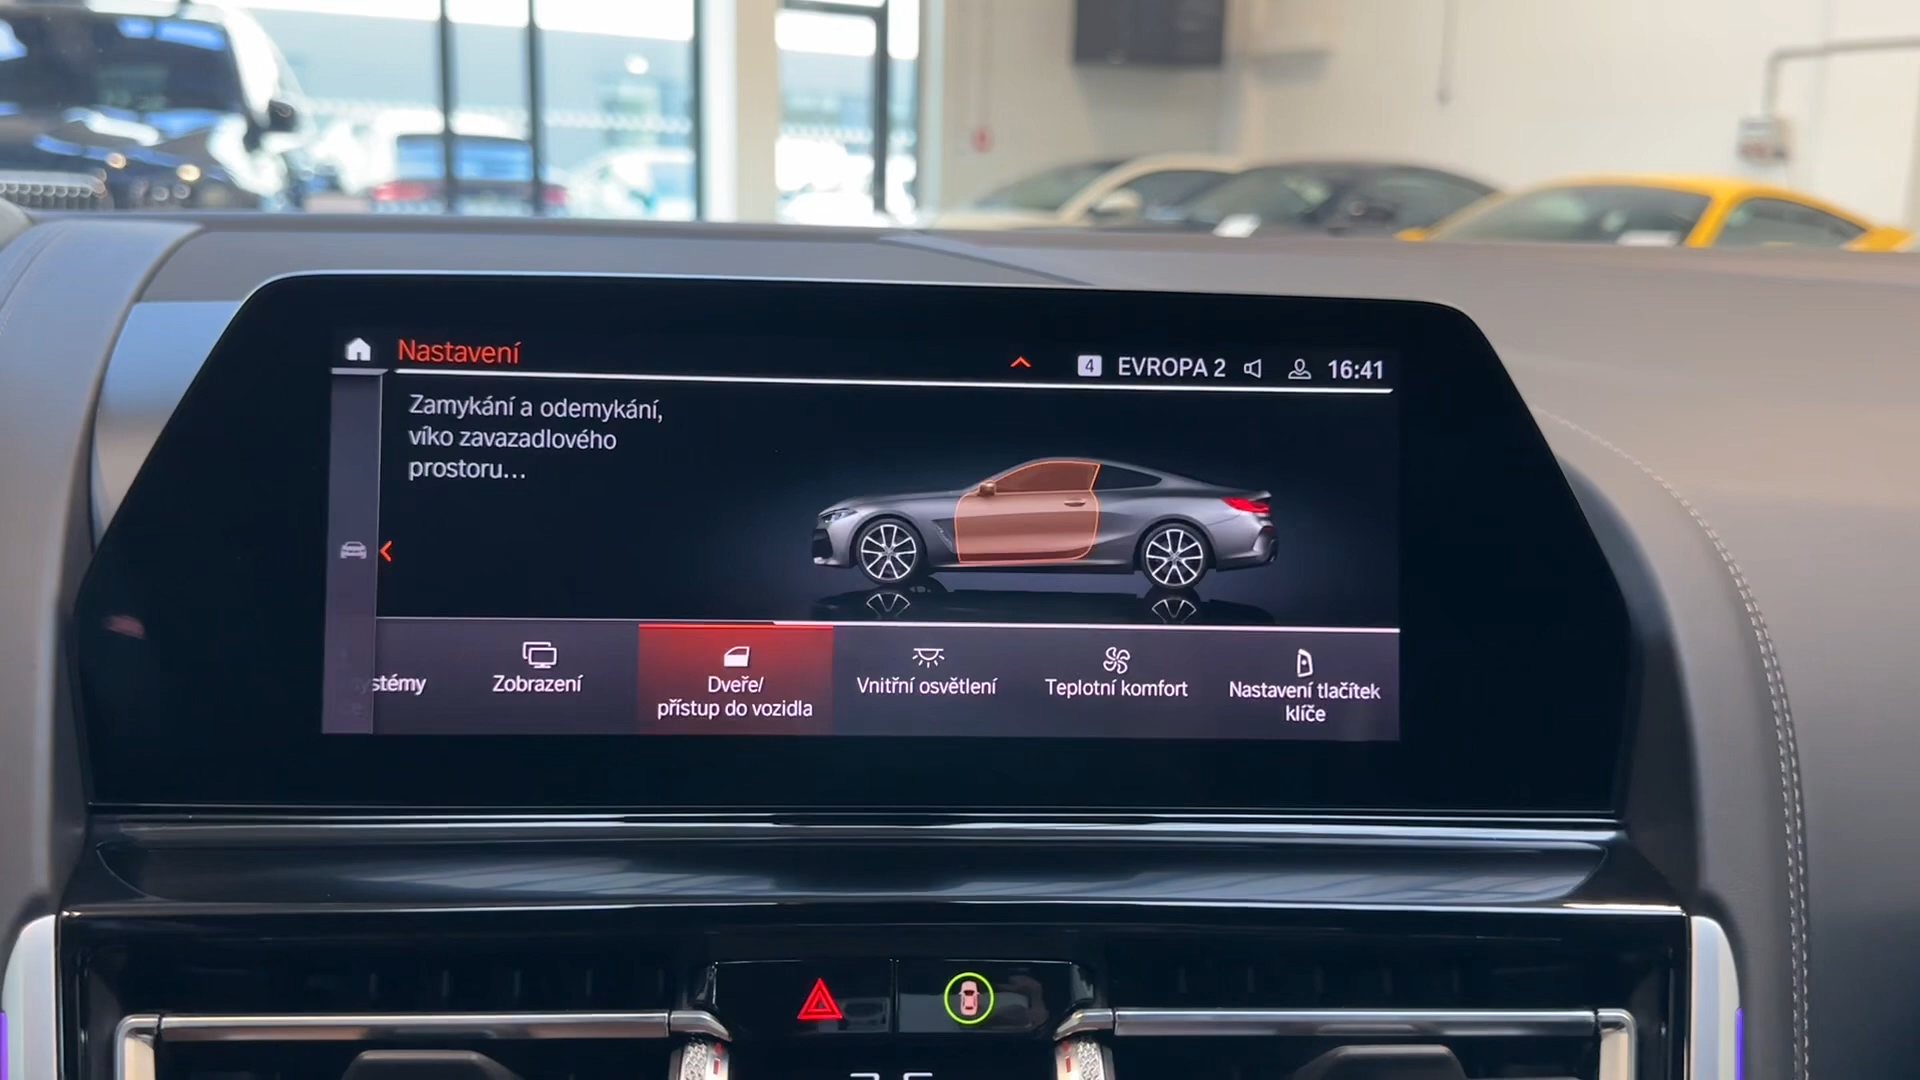 Nastavení
4 EVROPA 2 16:41
Zamykání a odemykání,
víko zavazadlového
prostoru...
stémy
Zobrazení
Dveře/
přístup do vozidla
Vnitřní osvětlení
Teplotní komfort
Nastavení tlačítek
klíče